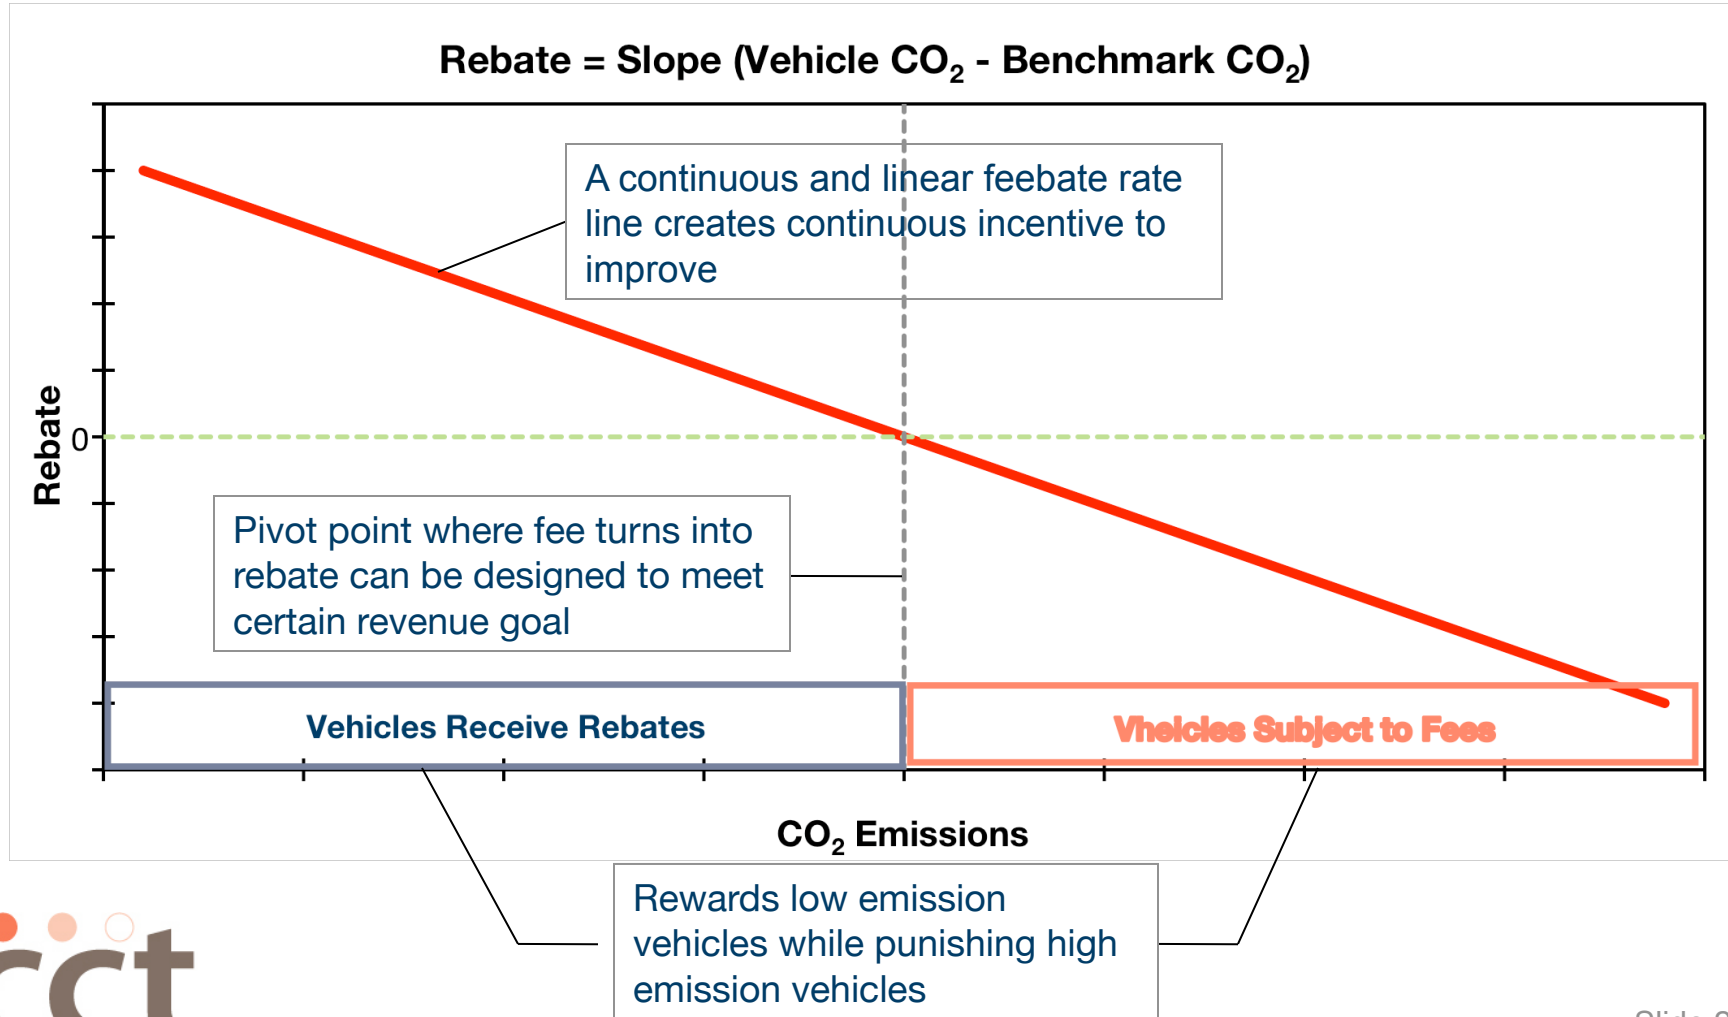 Rebate = Slope (Vehicle CO₂ - Benchmark CO₂)
A continuous and linear feebate rate
line creates continuous incentive to
improve
Rebate
0
Pivot point where fee turns into
rebate can be designed to meet
certain revenue goal
Vehicles Receive Rebates
Vheicles Subject to Fees
CO₂ Emissions
Rewards low emission
vehicles while punishing high
emission vehicles
cct